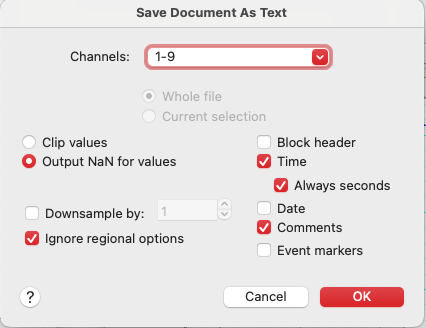 Save Document As Text
Channels: 1-9
Whole file
Current selection
Clip values
Output NaN for values
Block header
Time
Always seconds
Downsample by: 1
Date
Ignore regional options
Comments
Event markers
? Cancel OK